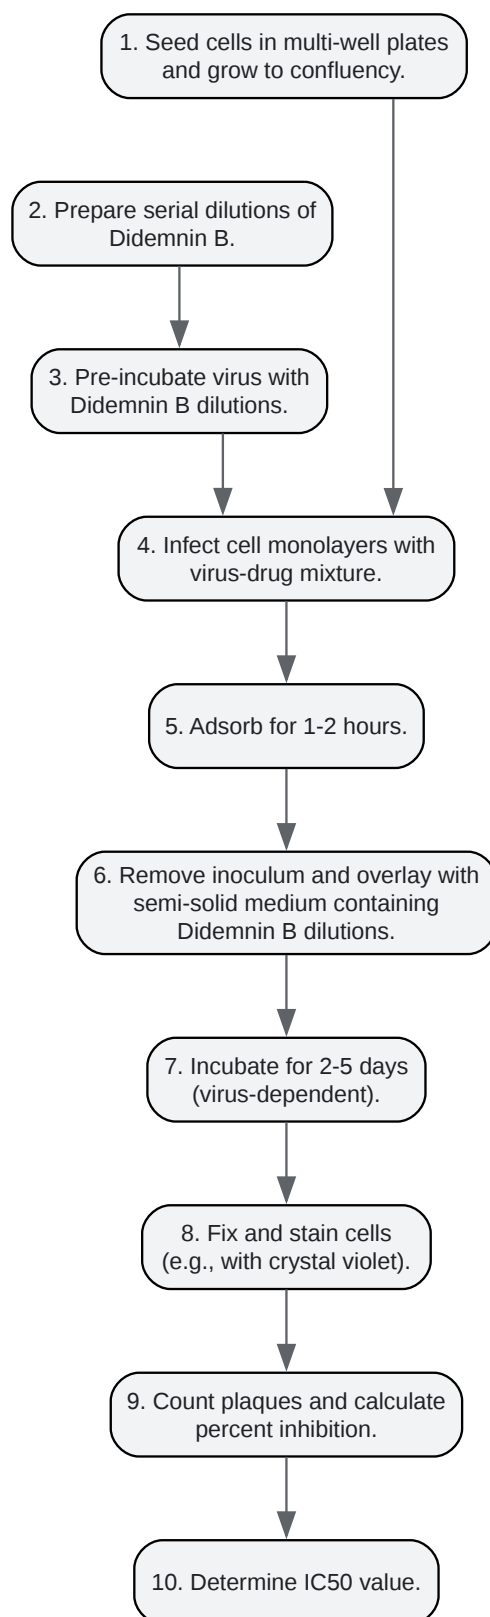 1. Seed cells in multi-well plates
and grow to confluency.
2. Prepare serial dilutions of
Didemnin B.
3. Pre-incubate virus with
Didemnin B dilutions.
4. Infect cell monolayers with
virus-drug mixture.
5. Adsorb for 1-2 hours.
6. Remove inoculum and overlay with
semi-solid medium containing
Didemnin B dilutions.
7. Incubate for 2-5 days
(virus-dependent).
8. Fix and stain cells
(e.g., with crystal violet).
9. Count plaques and calculate
percent inhibition.
10. Determine IC50 value.